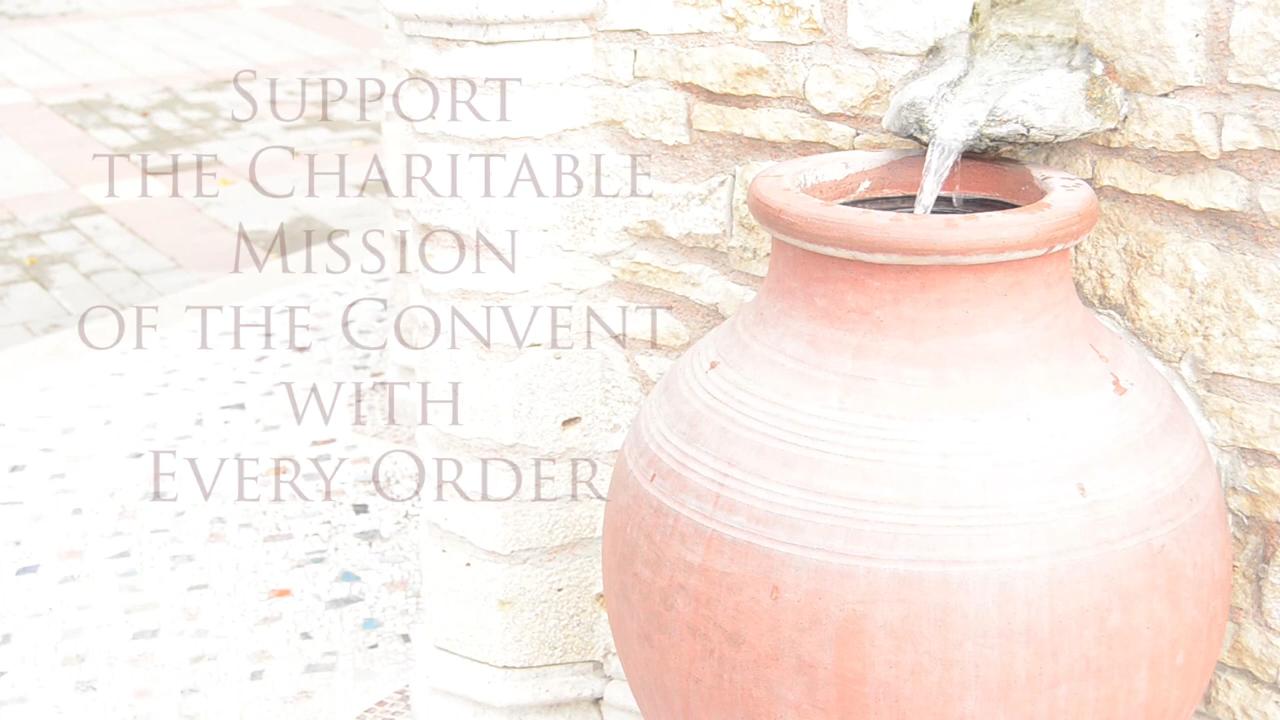 Support
the Charitable
Mission
of the Convent
with
Every Order